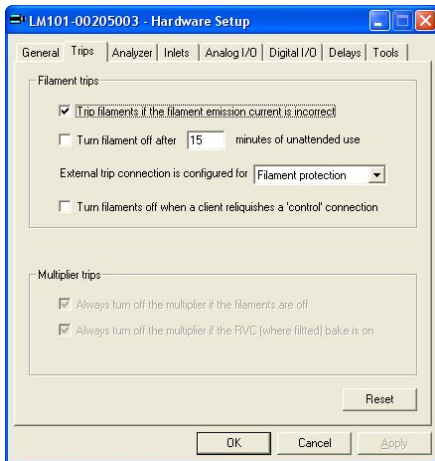 LM101-00205003 - Hardware Setup
General Trips Analyzer Inlets Analog I/O Digital I/O Delays Tools
Filament trips
Trip filaments if the filament emission current is incorrect
Turn filament off after 15 minutes of unattended use
External trip connection is configured for Filament protection
Turn filaments off when a client reliquishes a 'control' connection
Multiplier trips
Always turn off the multiplier if the filaments are off
Always turn off the multiplier if the RVC (where filtted) bake is on
Reset
OK Cancel Apply